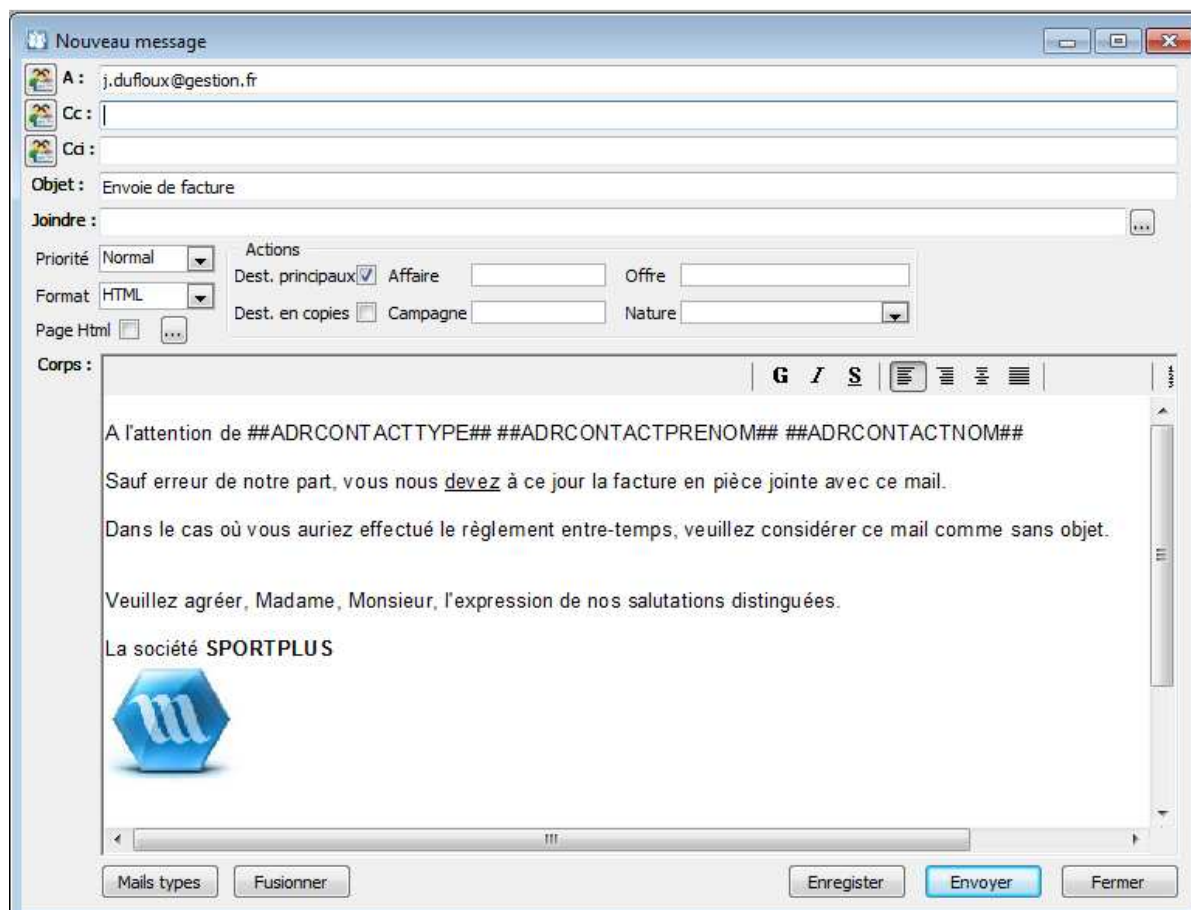 Nouveau message
A : j.dufloux@gestion.fr
Cc :
Cci :
Objet : Envoie de facture
Joindre : ...
Priorité Normal
Actions
Dest. principaux Affaire Offre
Format HTML
Dest. en copies Campagne Nature
Page Html ...
Corps : G I S
A l'attention de ##ADRCONTACTTYPE## ##ADRCONTACTPRENOM## ##ADRCONTACTNOM##
Sauf erreur de notre part, vous nous devez à ce jour la facture en pièce jointe avec ce mail.
Dans le cas où vous auriez effectué le règlement entre-temps, veuillez considérer ce mail comme sans objet.
Veuillez agréer, Madame, Monsieur, l'expression de nos salutations distinguées.
La société SPORTPLUS
m
Mails types Fusionner Enregister Envoyer Fermer